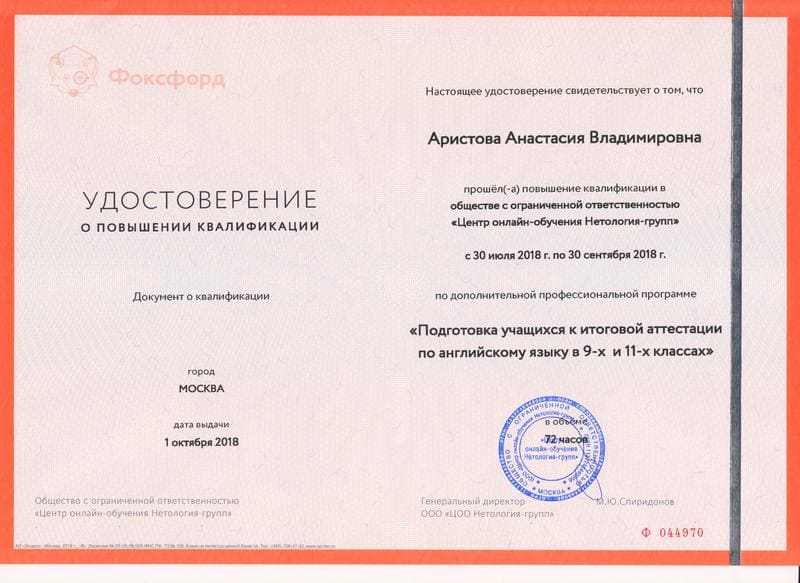 Фоксфорд
УДОСТОВЕРЕНИЕ
О ПОВЫШЕНИИ КВАЛИФИКАЦИИ
Документ о квалификации
город
МОСКВА
дата выдачи
1 октября 2018
Общество с ограниченной ответственностью
«Центр онлайн-обучения Нетология-групп»
Настоящее удостоверение свидетельствует о том, что
Аристова Анастасия Владимировна
прошёл(-а) повышение квалификации в
обществе с ограниченной ответственностью
«Центр онлайн-обучения Нетология-групп»
с 30 июля 2018 г. по 30 сентября 2018 г.
по дополнительной профессиональной программе
«Подготовка учащихся к итоговой аттестации
по английскому языку в 9-х и 11-х классах»
в объёме
72 часов
онлайн-обучения
Нетология-групп»
МОСКВА
Генеральный директор М.Ю.Спиридонов
ООО «ЦОО Нетология-групп»
Ф 044970